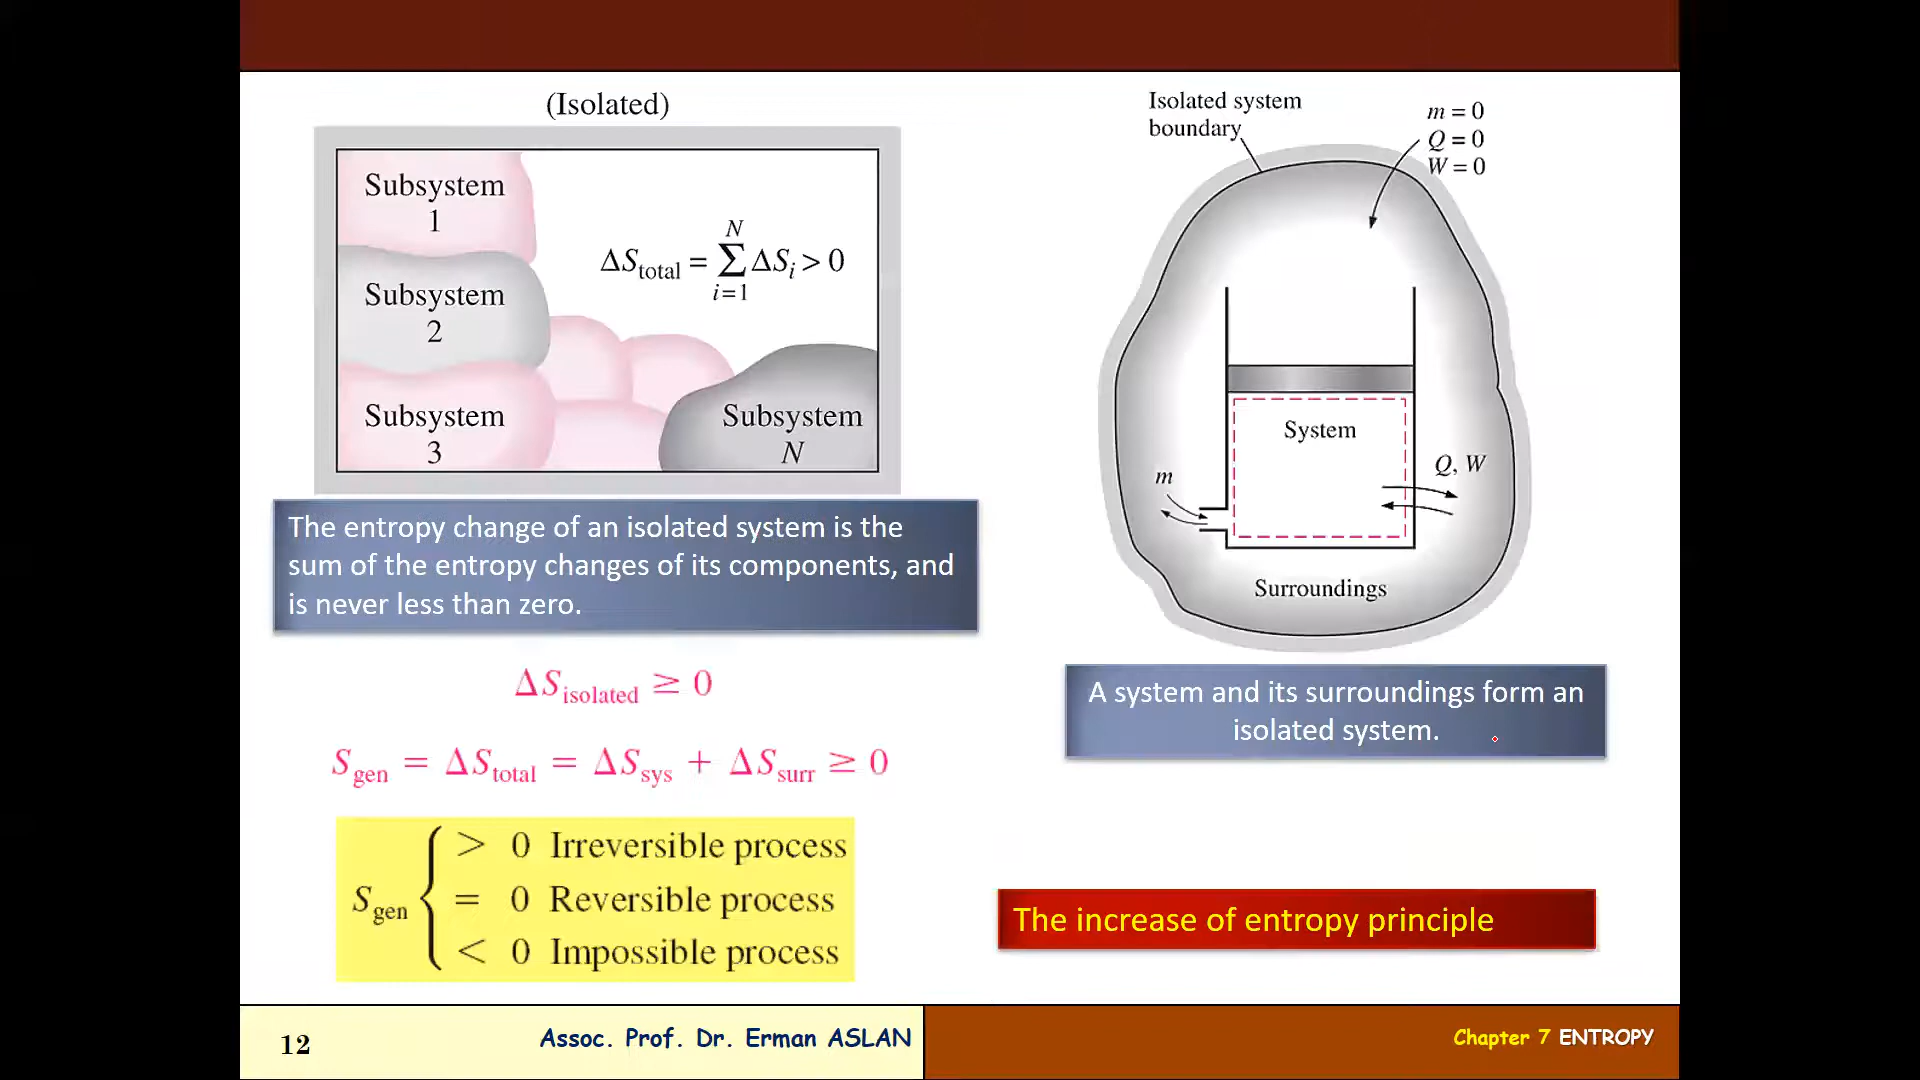 (Isolated)
Subsystem
1
Subsystem
2
Subsystem
3
Subsystem
N
N
ΔS_total = ∑ ΔS_i > 0
i=1
The entropy change of an isolated system is the
sum of the entropy changes of its components, and
is never less than zero.
ΔS_isolated ≥ 0
S_gen = ΔS_total = ΔS_sys + ΔS_surr ≥ 0
S_gen { > 0 Irreversible process
= 0 Reversible process
< 0 Impossible process
Isolated system
boundary
m = 0
Q = 0
W = 0
System
m
Q, W
Surroundings
A system and its surroundings form an
isolated system.
The increase of entropy principle
12
Assoc. Prof. Dr. Erman ASLAN
Chapter 7 ENTROPY